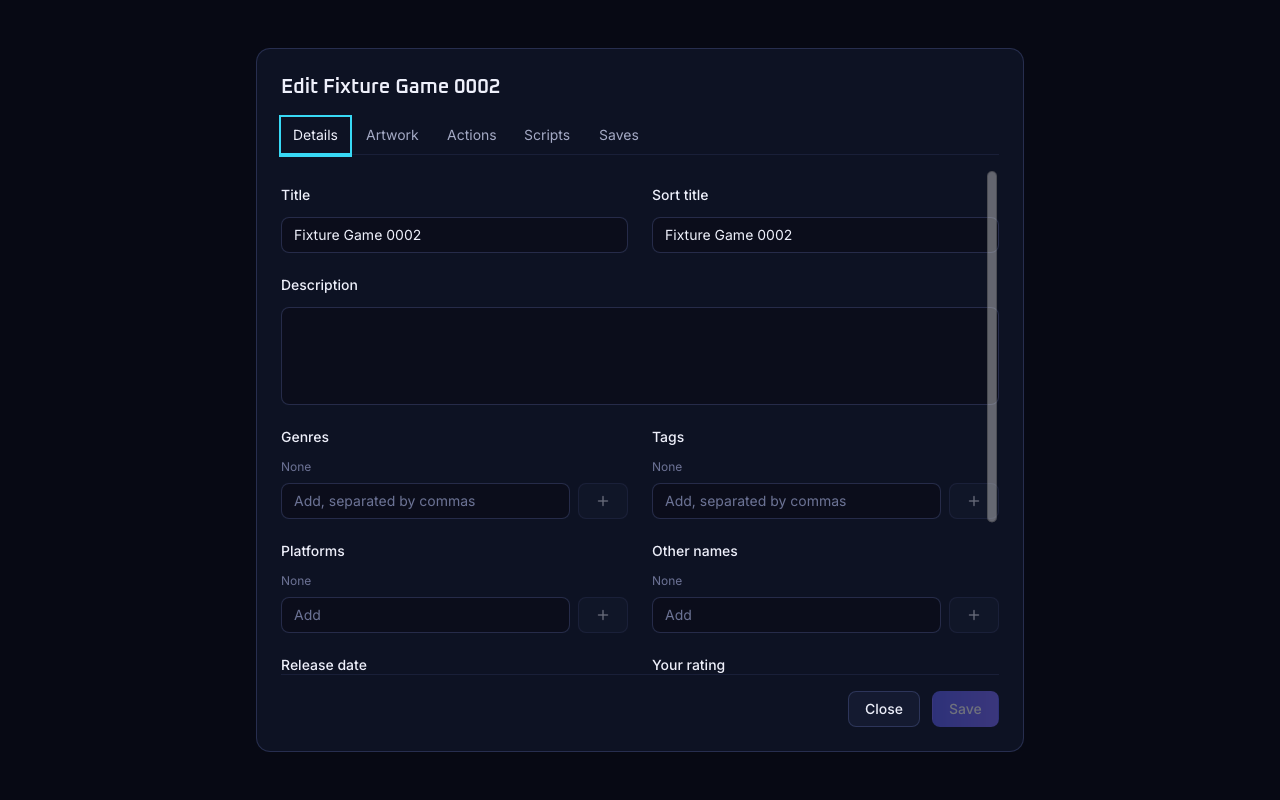 Edit Fixture Game 0002
Details Artwork Actions Scripts Saves
Title Sort title
Fixture Game 0002 Fixture Game 0002
Description
Genres Tags
None None
Add, separated by commas + Add, separated by commas +
Platforms Other names
None None
Add + Add +
Release date Your rating
Close Save